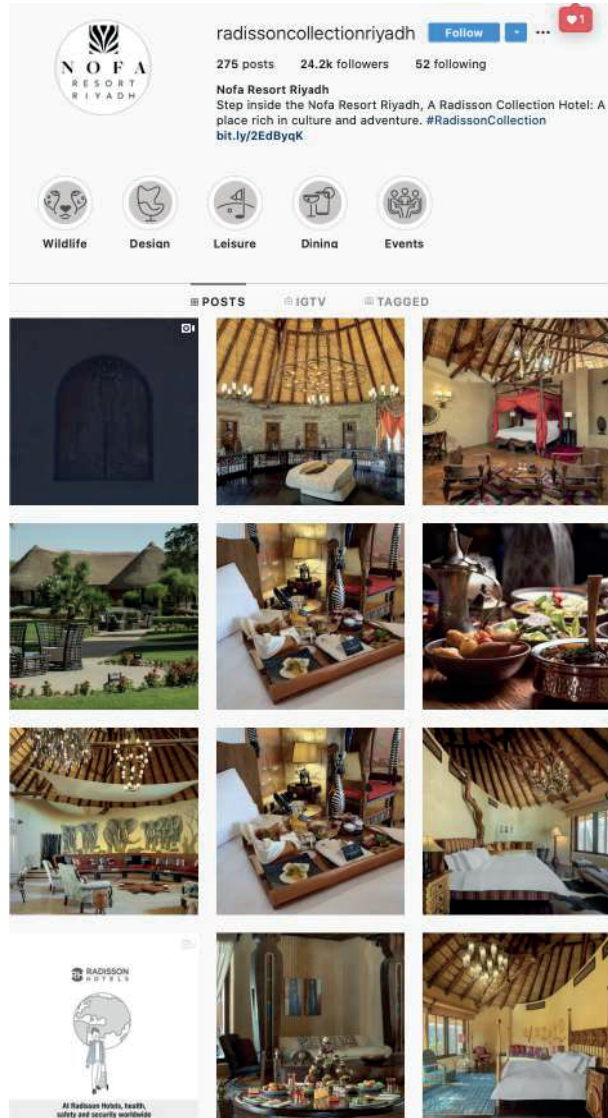 NOFA
RESORT
RIYADH
radissoncollectionriyadh Follow 1
275 posts 24.2k followers 52 following
Nofa Resort Riyadh
Step inside the Nofa Resort Riyadh, A Radisson Collection Hotel: A
place rich in culture and adventure. #RadissonCollection
bit.ly/2EdByqK
Wildlife Design Leisure Dining Events
POSTS IGTV TAGGED
RADISSON
HOTELS
At Radisson Hotels, health,
safety and security worldwide